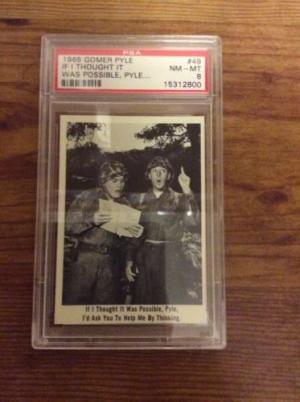 PSA
1965 GOMER PYLE #49
IF I THOUGHT IT NM - MT
WAS POSSIBLE, PYLE... 8
15312800
If I Thought It Was Possible, Pyle,
I'd Ask You To Help Me By Thinking.